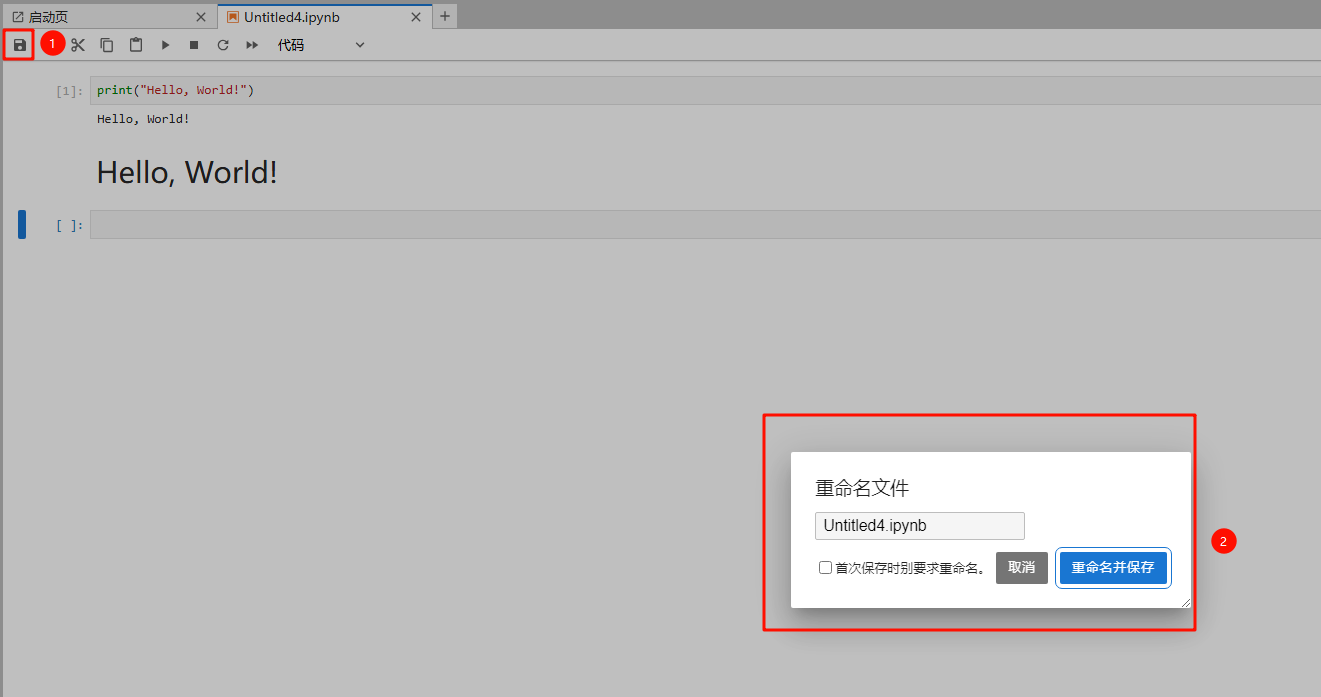 启动页
Untitled4.ipynb
1
代码
[1]: print("Hello, World!")
Hello, World!
Hello, World!
[ ]:
重命名文件
Untitled4.ipynb
2
首次保存时别要求重命名。 取消 重命名并保存